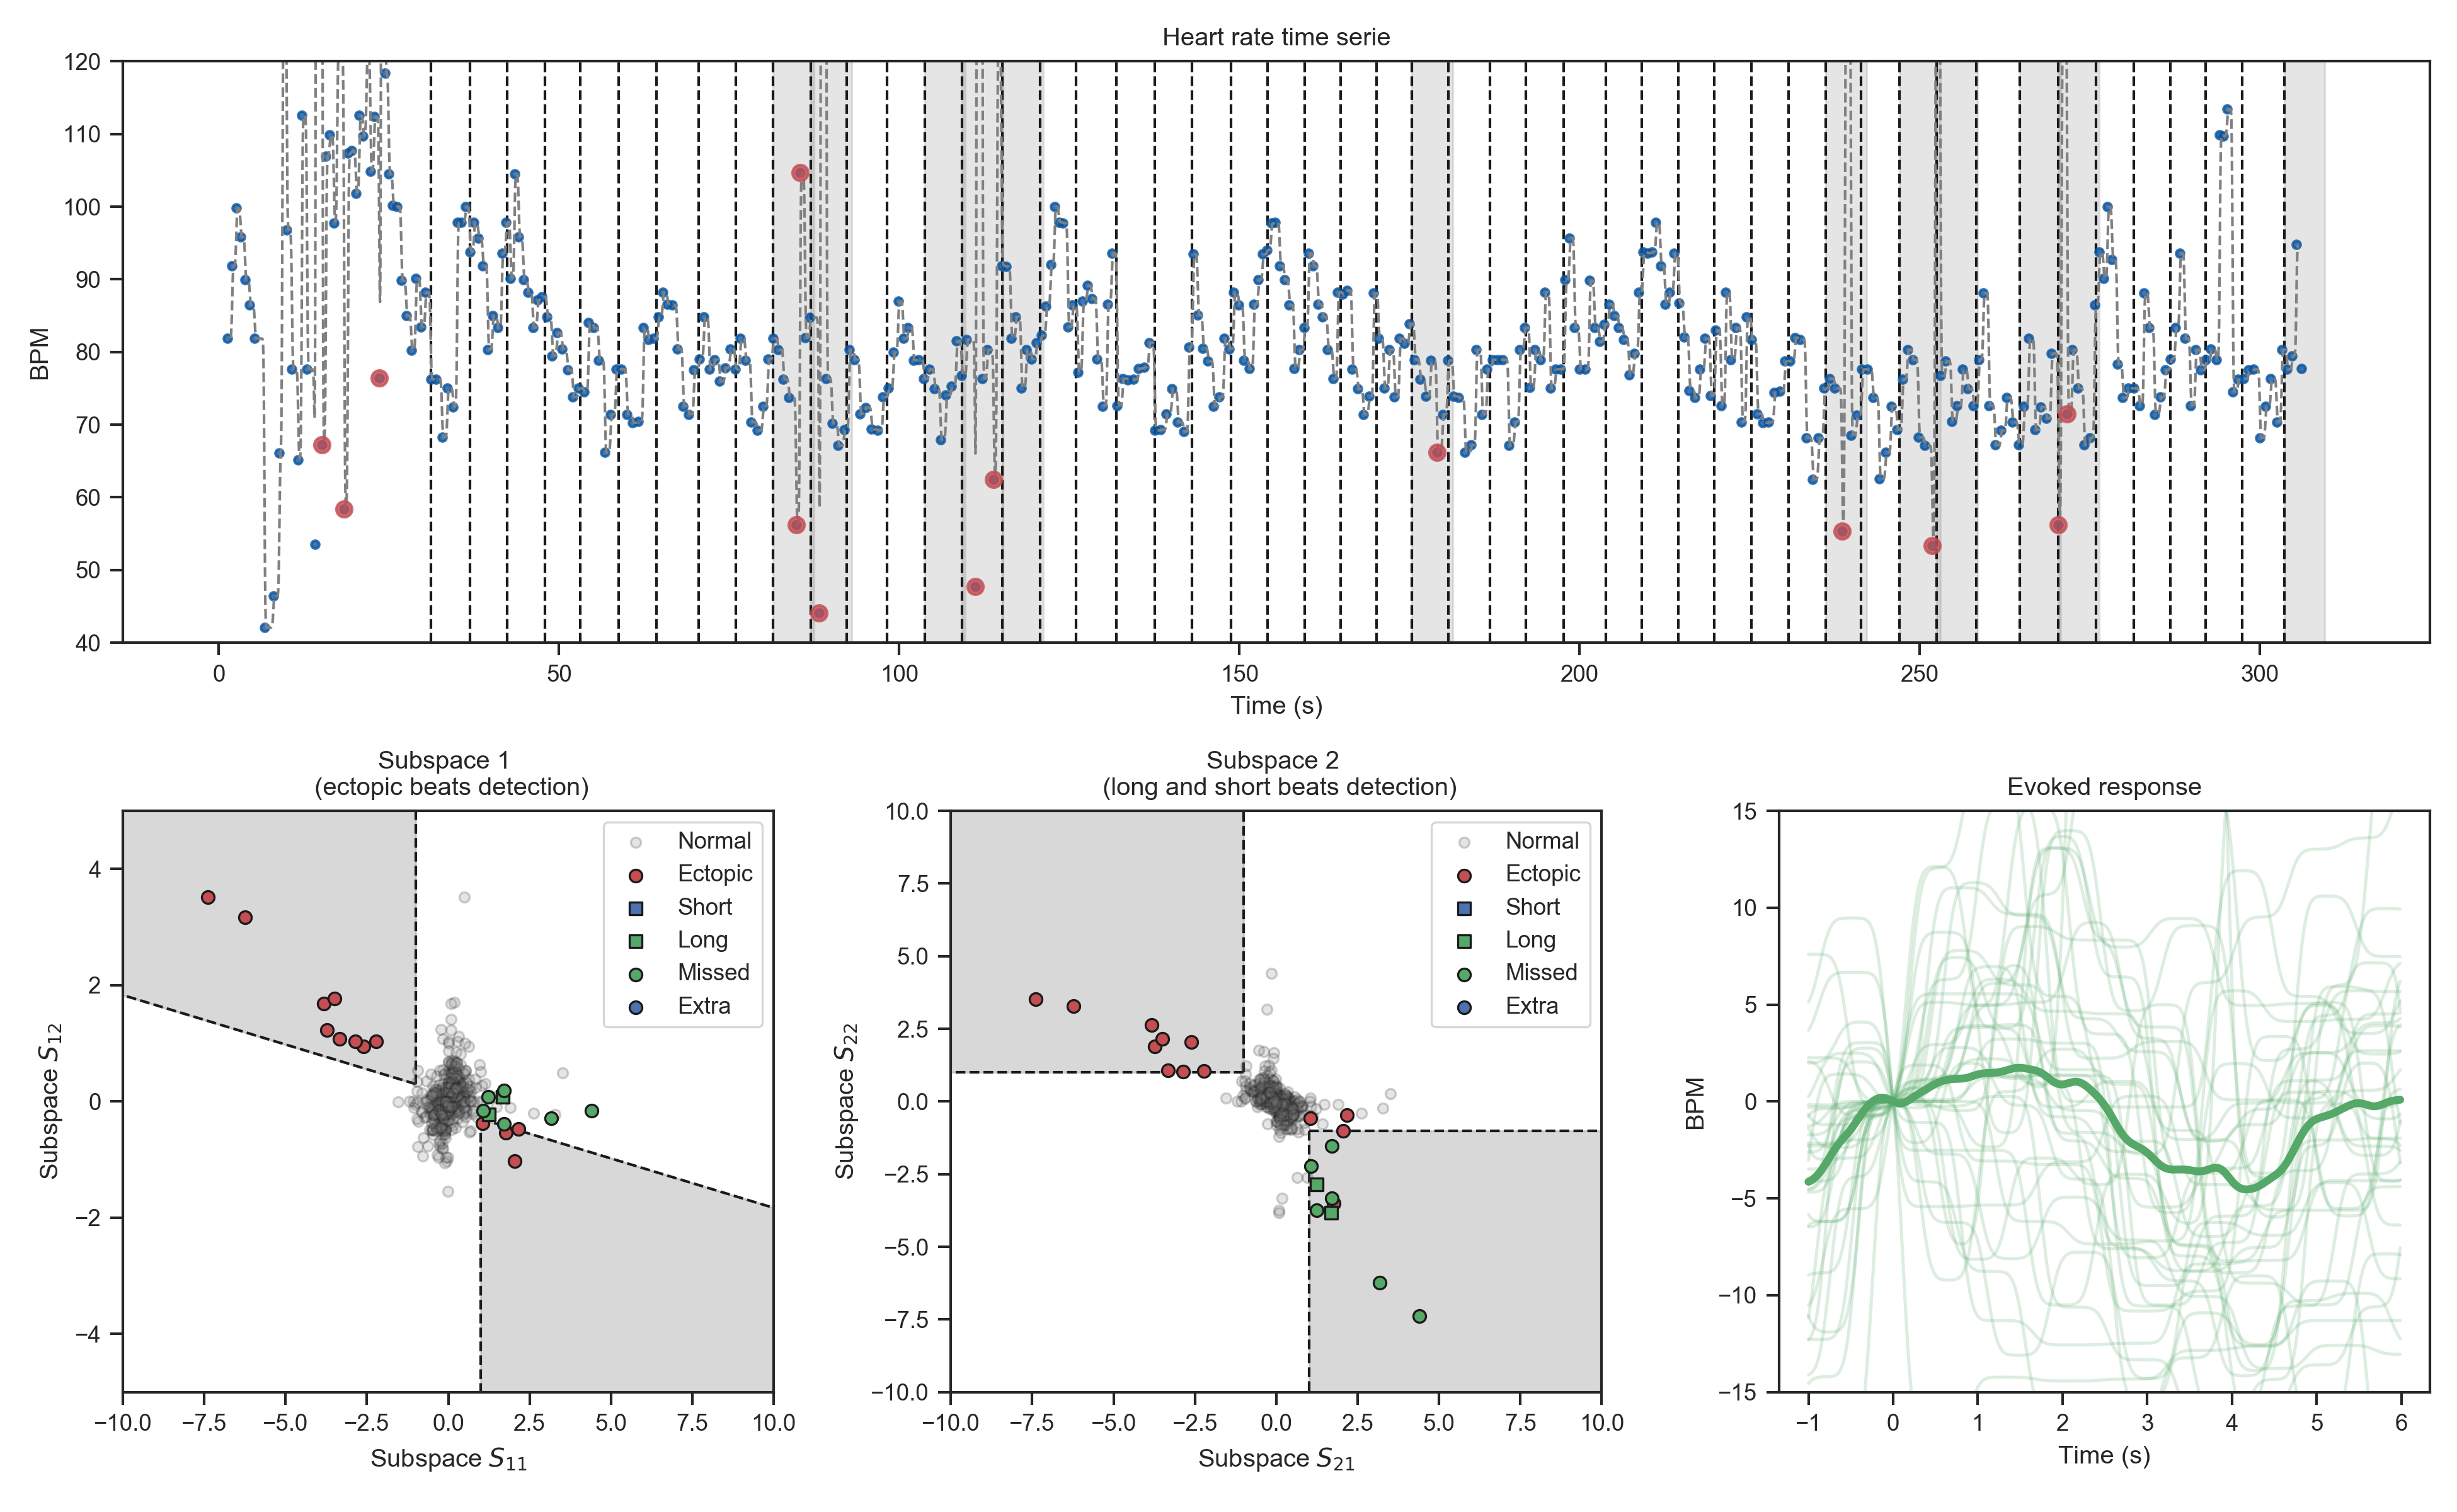 Heart rate time serie
120
110
100
90
80
70
60
50
40
BPM
0 50 100 150 200 250 300
Time (s)
Subspace 1
(ectopic beats detection)
4
2
0
−2
−4
Subspace S12
Normal
Ectopic
Short
Long
Missed
Extra
−10.0 −7.5 −5.0 −2.5 0.0 2.5 5.0 7.5 10.0
Subspace S11
Subspace 2
(long and short beats detection)
10.0
7.5
5.0
2.5
0.0
−2.5
−5.0
−7.5
−10.0
Subspace S22
Normal
Ectopic
Short
Long
Missed
Extra
−10.0 −7.5 −5.0 −2.5 0.0 2.5 5.0 7.5 10.0
Subspace S21
Evoked response
15
10
5
0
−5
−10
−15
BPM
−1 0 1 2 3 4 5 6
Time (s)